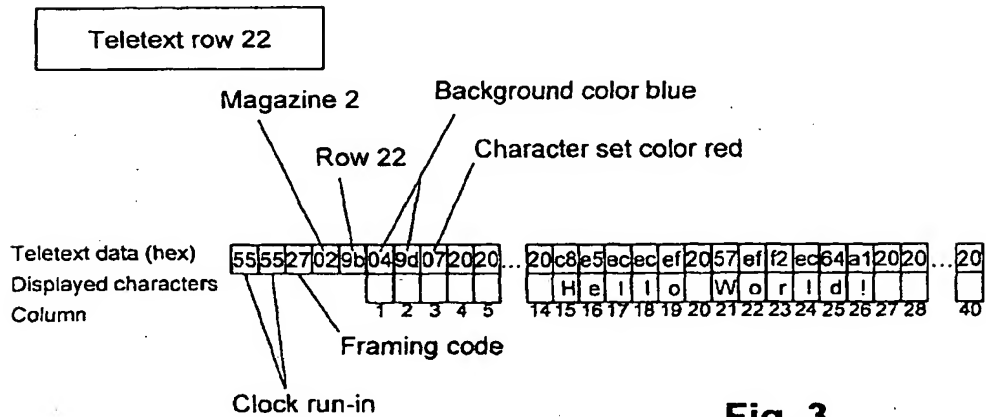 Teletext row 22
Magazine 2
Background color blue
Row 22
Character set color red
Teletext data (hex) 55 55 27 02 9b 04 9d 07 20 20 ... 20 c8 e5 ec ec ef 20 57 ef f2 ec 64 a1 20 20 ... 20
Displayed characters H e l l o W o r l d !
Column 1 2 3 4 5 14 15 16 17 18 19 20 21 22 23 24 25 26 27 28 40
Framing code
Clock run-in
Fig. 3